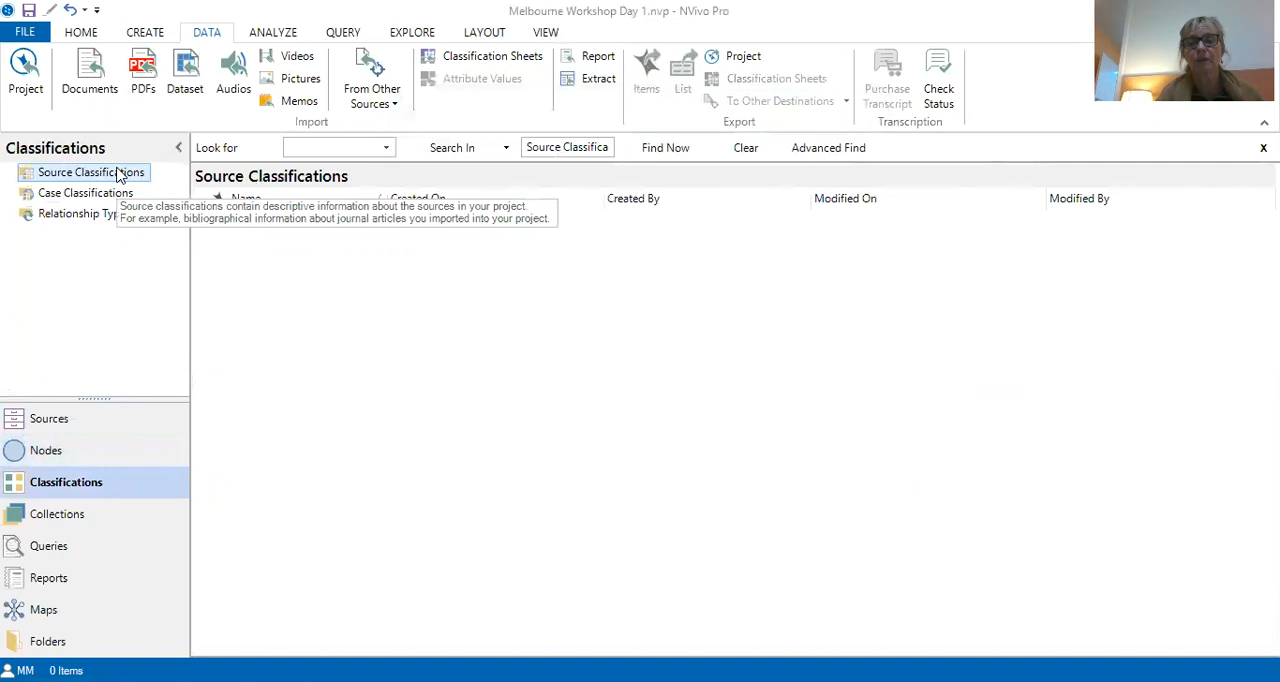 Melbourne Workshop Day 1.nvp - NVivo Pro
FILE HOME CREATE DATA ANALYZE QUERY EXPLORE LAYOUT VIEW
Project
Documents
PDFs
Dataset
Audios
Videos
Pictures
Memos
From Other
Sources
Import
Classification Sheets
Attribute Values
Report
Extract
Items
List
Project
Classification Sheets
To Other Destinations
Export
Purchase
Transcript
Check
Status
Transcription
Classifications
Look for Search In Source Classifica Find Now Clear Advanced Find x
Source Classifications
Case Classifications
Relationship Typ
Source Classifications
Name Created On Created By Modified On Modified By
Source classifications contain descriptive information about the sources in your project.
For example, bibliographical information about journal articles you imported into your project.
Sources
Nodes
Classifications
Collections
Queries
Reports
Maps
Folders
MM 0 Items